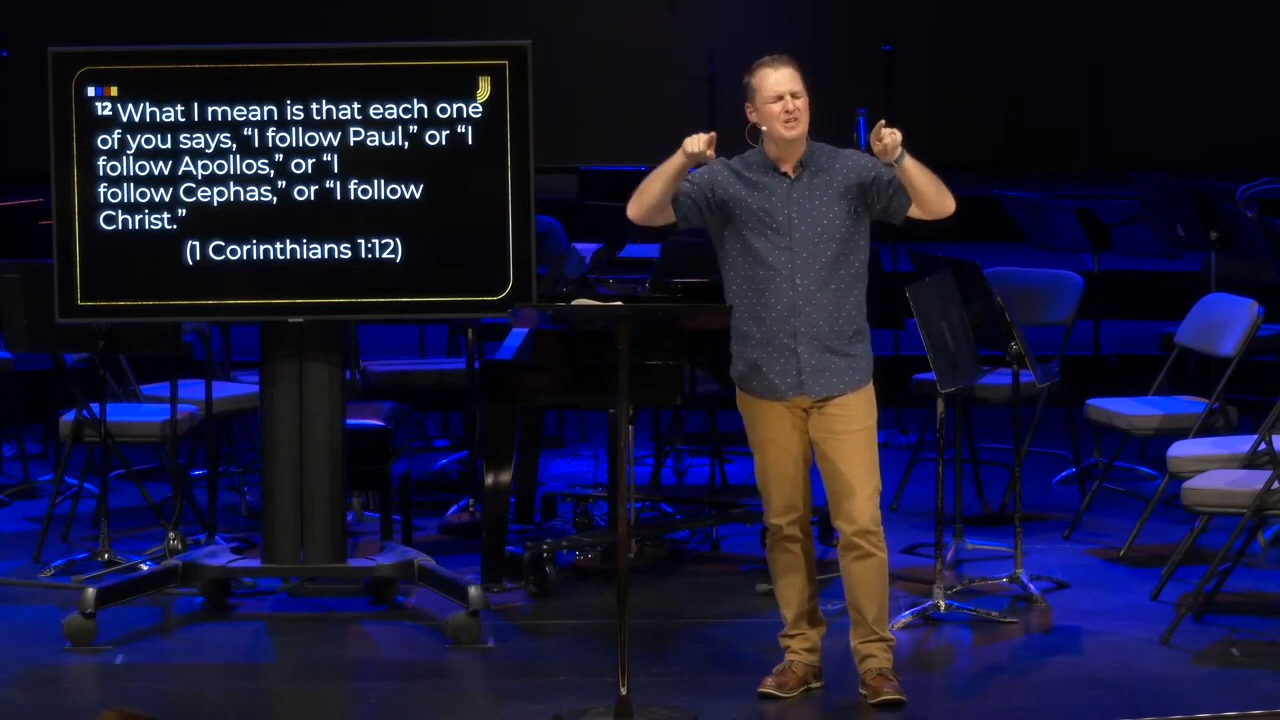 12 What I mean is that each one
of you says, “I follow Paul,” or “I
follow Apollos,” or “I
follow Cephas,” or “I follow
Christ.”
(1 Corinthians 1:12)